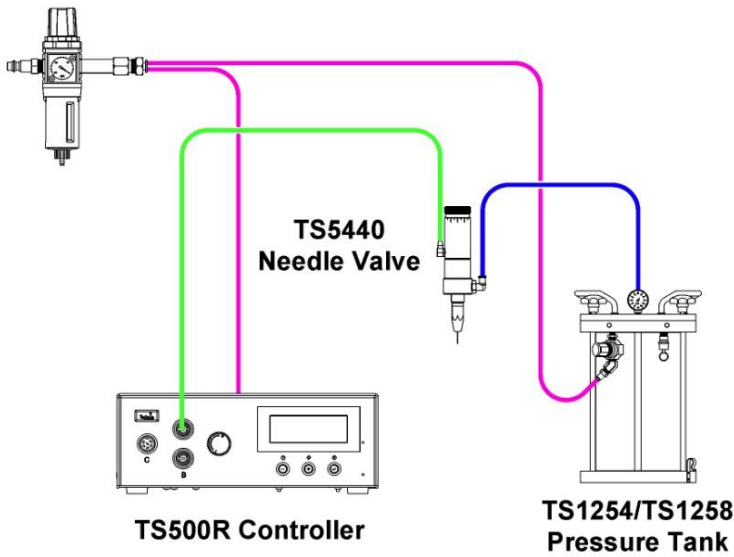 TS5440
Needle Valve
C
B
TS500R Controller
TS1254/TS1258
Pressure Tank